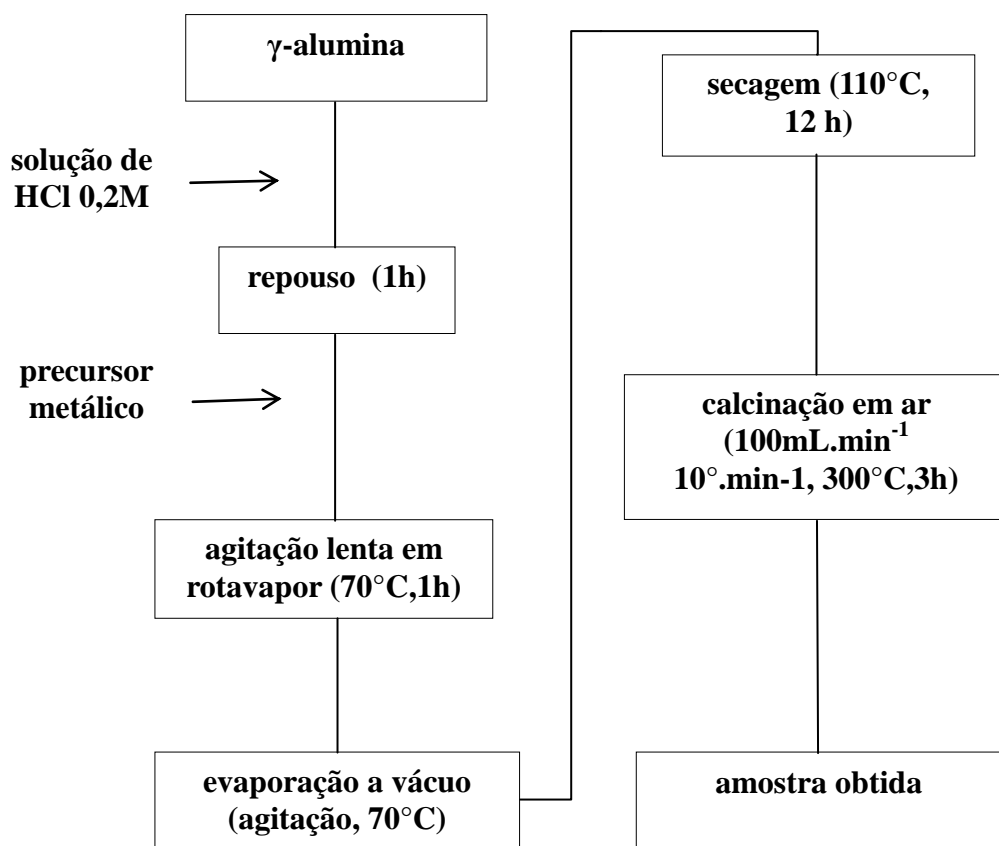 γ-alumina
solução de
HCl 0,2M
repouso  (1h)
precursor
metálico
agitação lenta em
rotavapor (70°C,1h)
evaporação a vácuo
(agitação, 70°C)
secagem (110°C,
12 h)
calcinação em ar
(100mL.min⁻¹
10°.min-1, 300°C,3h)
amostra obtida